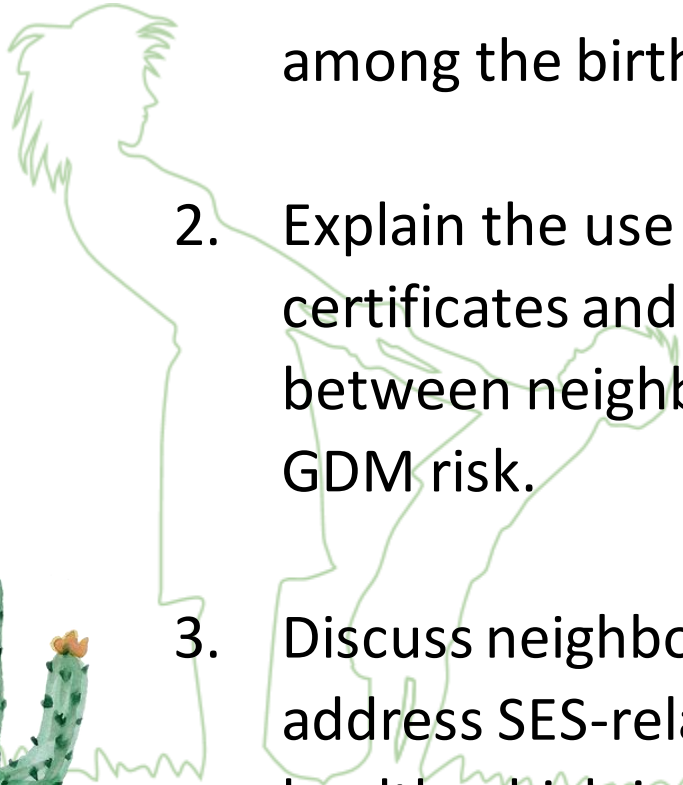 among the birth
2. Explain the use
certificates and
between neighb
GDM risk.
3. Discuss neighbo
address SES-rela